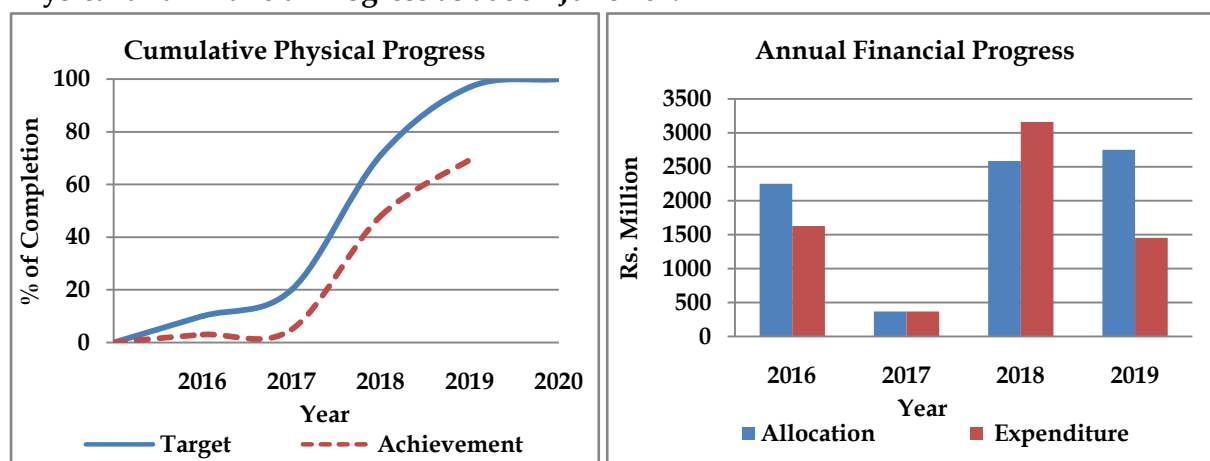 Cumulative Physical Progress
100
80
60
40
20
0
% of Completion
2016 2017 2018 2019 2020
Year
Target Achievement
Annual Financial Progress
3500
3000
2500
2000
1500
1000
500
0
Rs. Million
2016 2017 2018 2019
Year
Allocation Expenditure